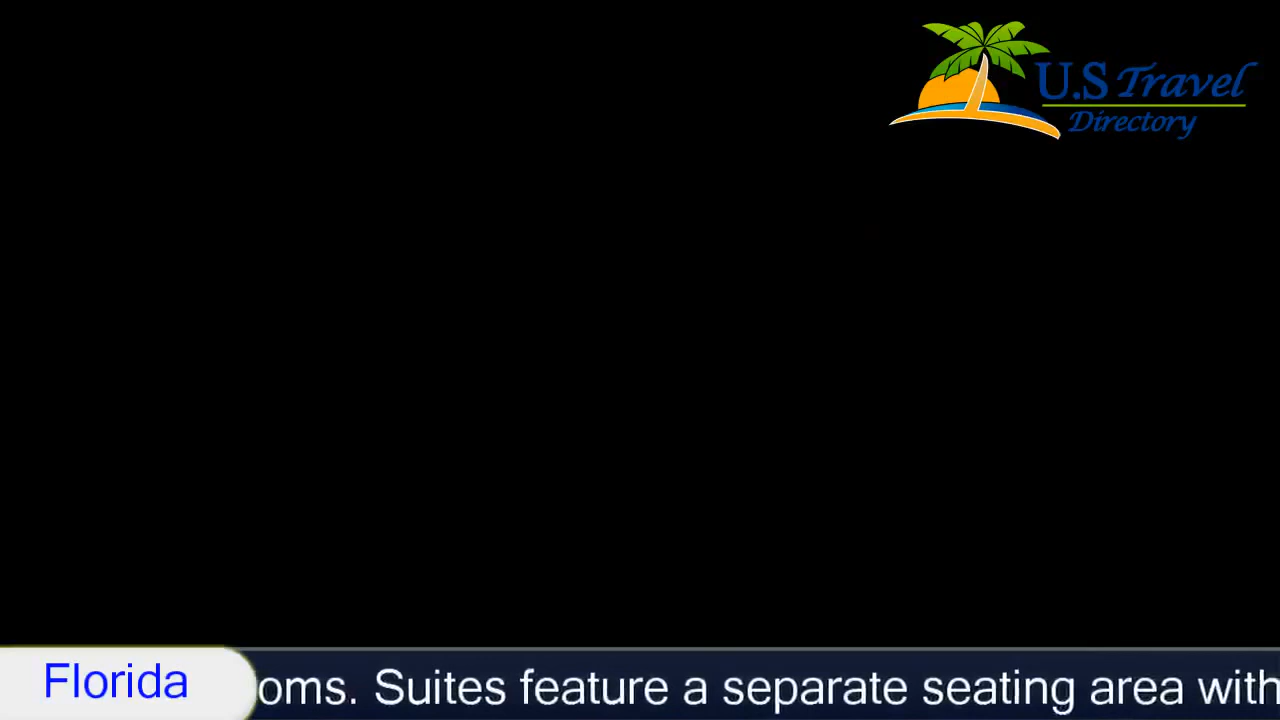 U.S Travel
Directory
Florida
oms. Suites feature a separate seating area with